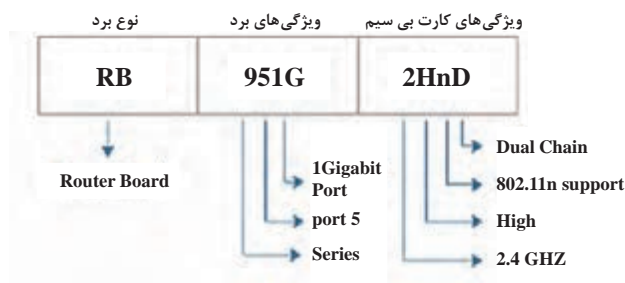 نوع برد
ویژگی‌های برد
ویژگی‌های کارت بی سیم
RB
951G
2HnD
Router Board
1Gigabit
Port
port 5
Series
Dual Chain
802.11n support
High
2.4 GHZ